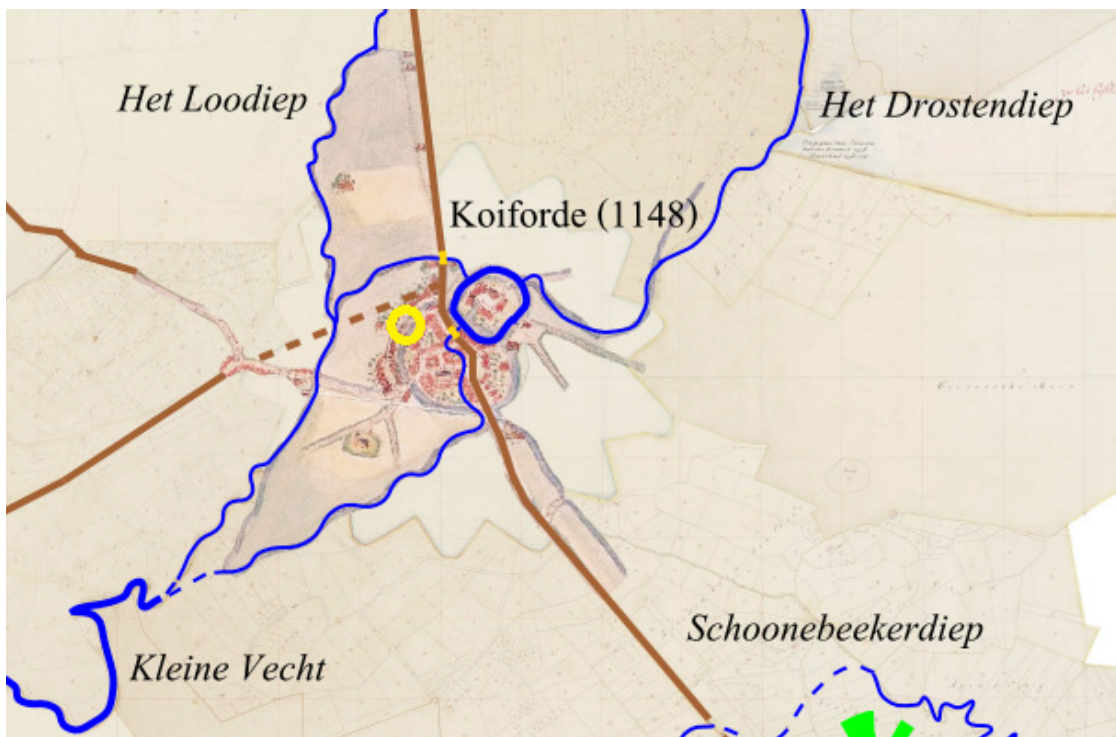 Het Loodiep
Het Drostendiep
Koiforde (1148)
Schoonebeekerdiep
Kleine Vecht